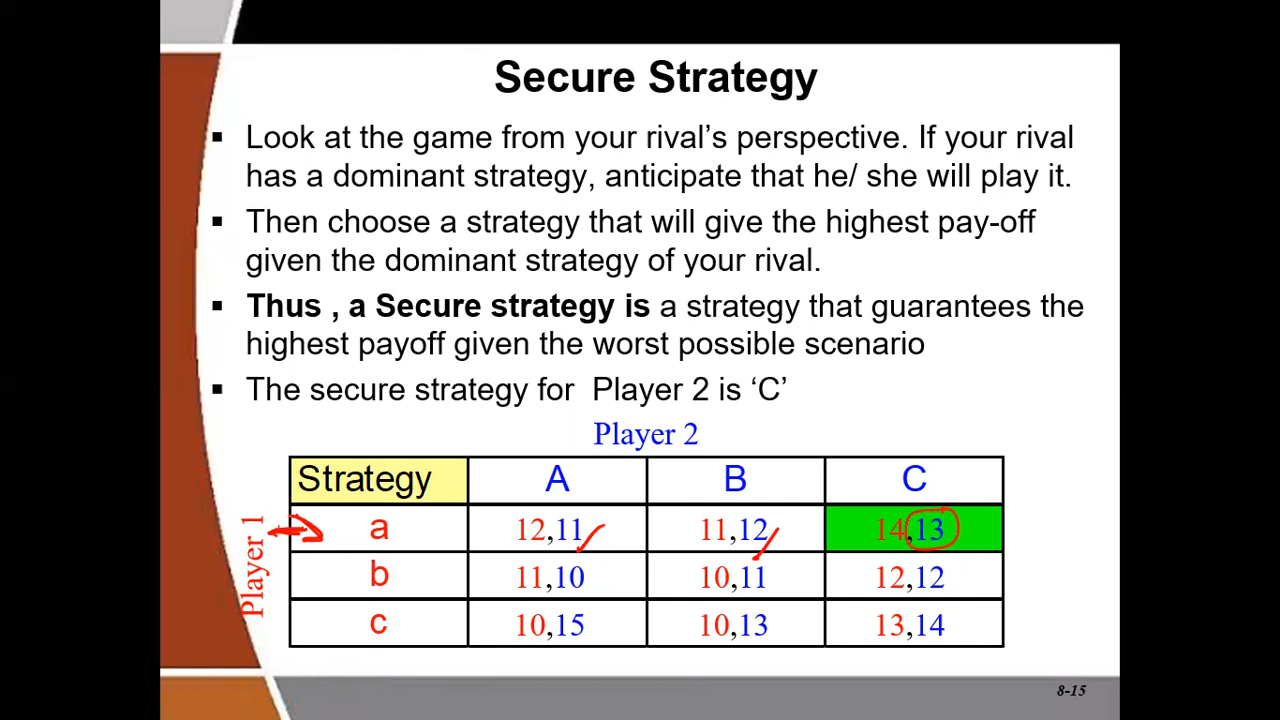 Secure Strategy
▪ Look at the game from your rival’s perspective. If your rival
has a dominant strategy, anticipate that he/ she will play it.
▪ Then choose a strategy that will give the highest pay-off
given the dominant strategy of your rival.
▪ Thus , a Secure strategy is a strategy that guarantees the
highest payoff given the worst possible scenario
▪ The secure strategy for Player 2 is ‘C’
Player 2
Strategy A B C
Player 1
a 12,11 11,12 14,13
b 11,10 10,11 12,12
c 10,15 10,13 13,14
8-15